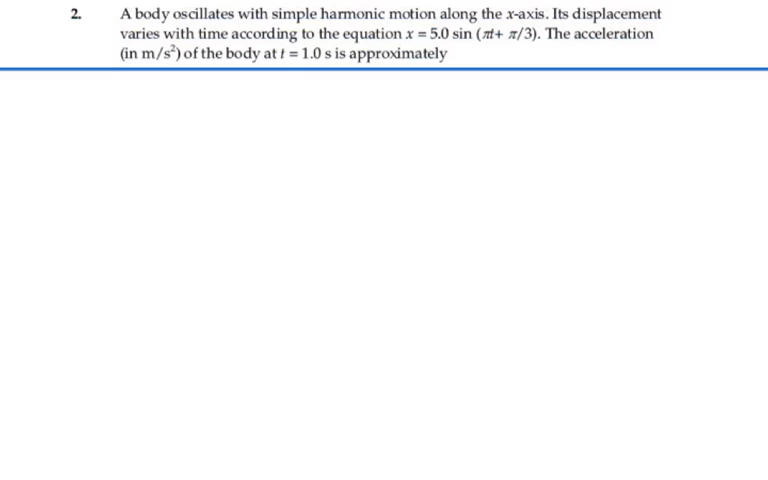 2. A body oscillates with simple harmonic motion along the x-axis. Its displacement
varies with time according to the equation x = 5.0 sin (πt+ π/3). The acceleration
(in m/s²) of the body at t = 1.0 s is approximately